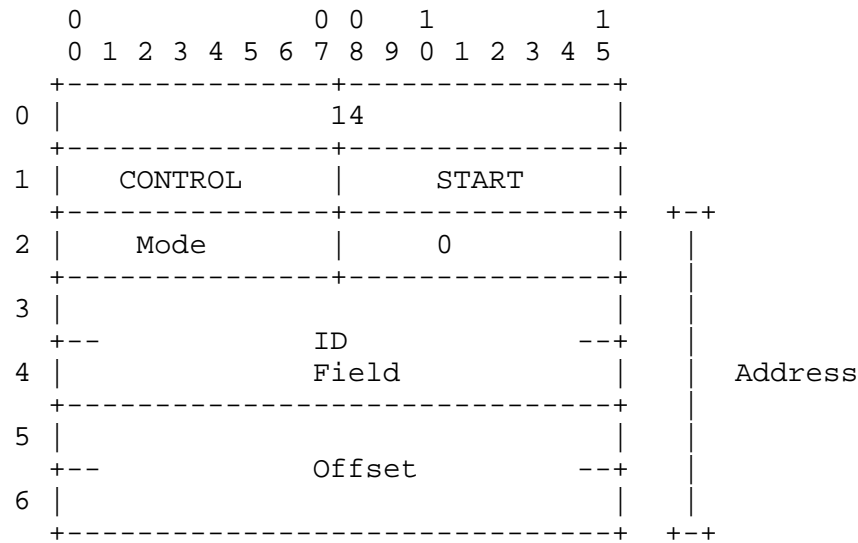 0 0 0 1 1
0 1 2 3 4 5 6 7 8 9 0 1 2 3 4 5
0 14
1 CONTROL START
2 Mode 0
3
ID
4 Field Address
5
Offset
6